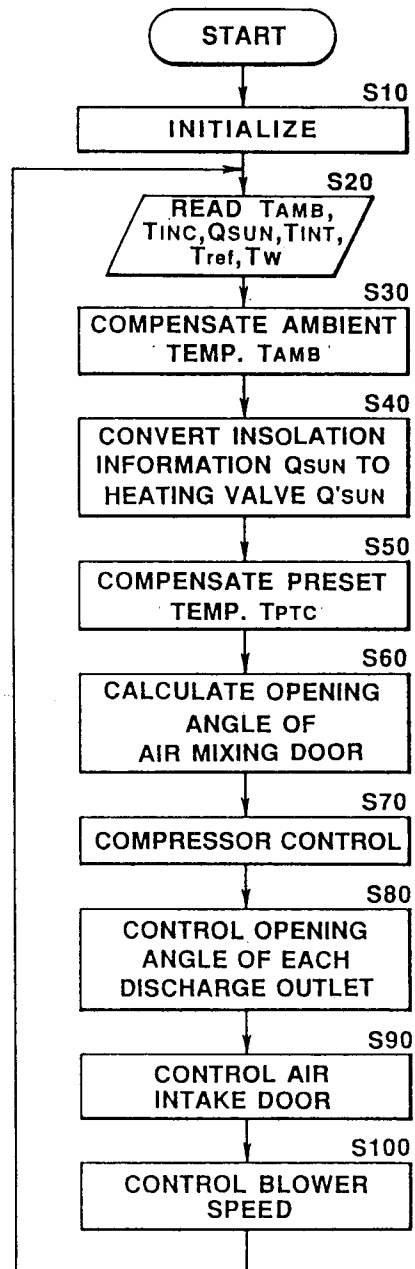 START
S10
INITIALIZE
S20
READ TAMB,
TINC,QSUN,TINT,
Tref,TW
S30
COMPENSATE AMBIENT
TEMP. TAMB
S40
CONVERT INSOLATION
INFORMATION QSUN TO
HEATING VALVE Q'SUN
S50
COMPENSATE PRESET
TEMP. TPTC
S60
CALCULATE OPENING
ANGLE OF
AIR MIXING DOOR
S70
COMPRESSOR CONTROL
S80
CONTROL OPENING
ANGLE OF EACH
DISCHARGE OUTLET
S90
CONTROL AIR
INTAKE DOOR
S100
CONTROL BLOWER
SPEED